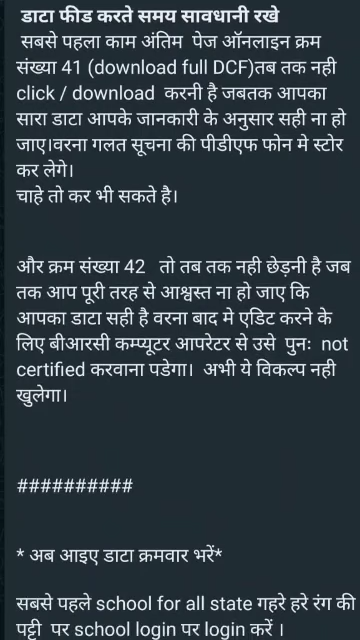 डाटा फीड करते समय सावधानी रखे
सबसे पहला काम अंतिम पेज ऑनलाइन क्रम
संख्या 41 (download full DCF)तब तक नही
click / download करनी है जबतक आपका
सारा डाटा आपके जानकारी के अनुसार सही ना हो
जाए।वरना गलत सूचना की पीडीएफ फोन मे स्टोर
कर लेगे।
चाहे तो कर भी सकते है।
और क्रम संख्या 42 तो तब तक नही छेड़नी है जब
तक आप पूरी तरह से आश्वस्त ना हो जाए कि
आपका डाटा सही है वरना बाद मे एडिट करने के
लिए बीआरसी कम्प्यूटर आपरेटर से उसे पुनः not
certified करवाना पडेगा। अभी ये विकल्प नही
खुलेगा।
##########
* अब आइए डाटा क्रमवार भरें*
सबसे पहले school for all state गहरे हरे रंग की
पट्टी पर school login पर login करें ।